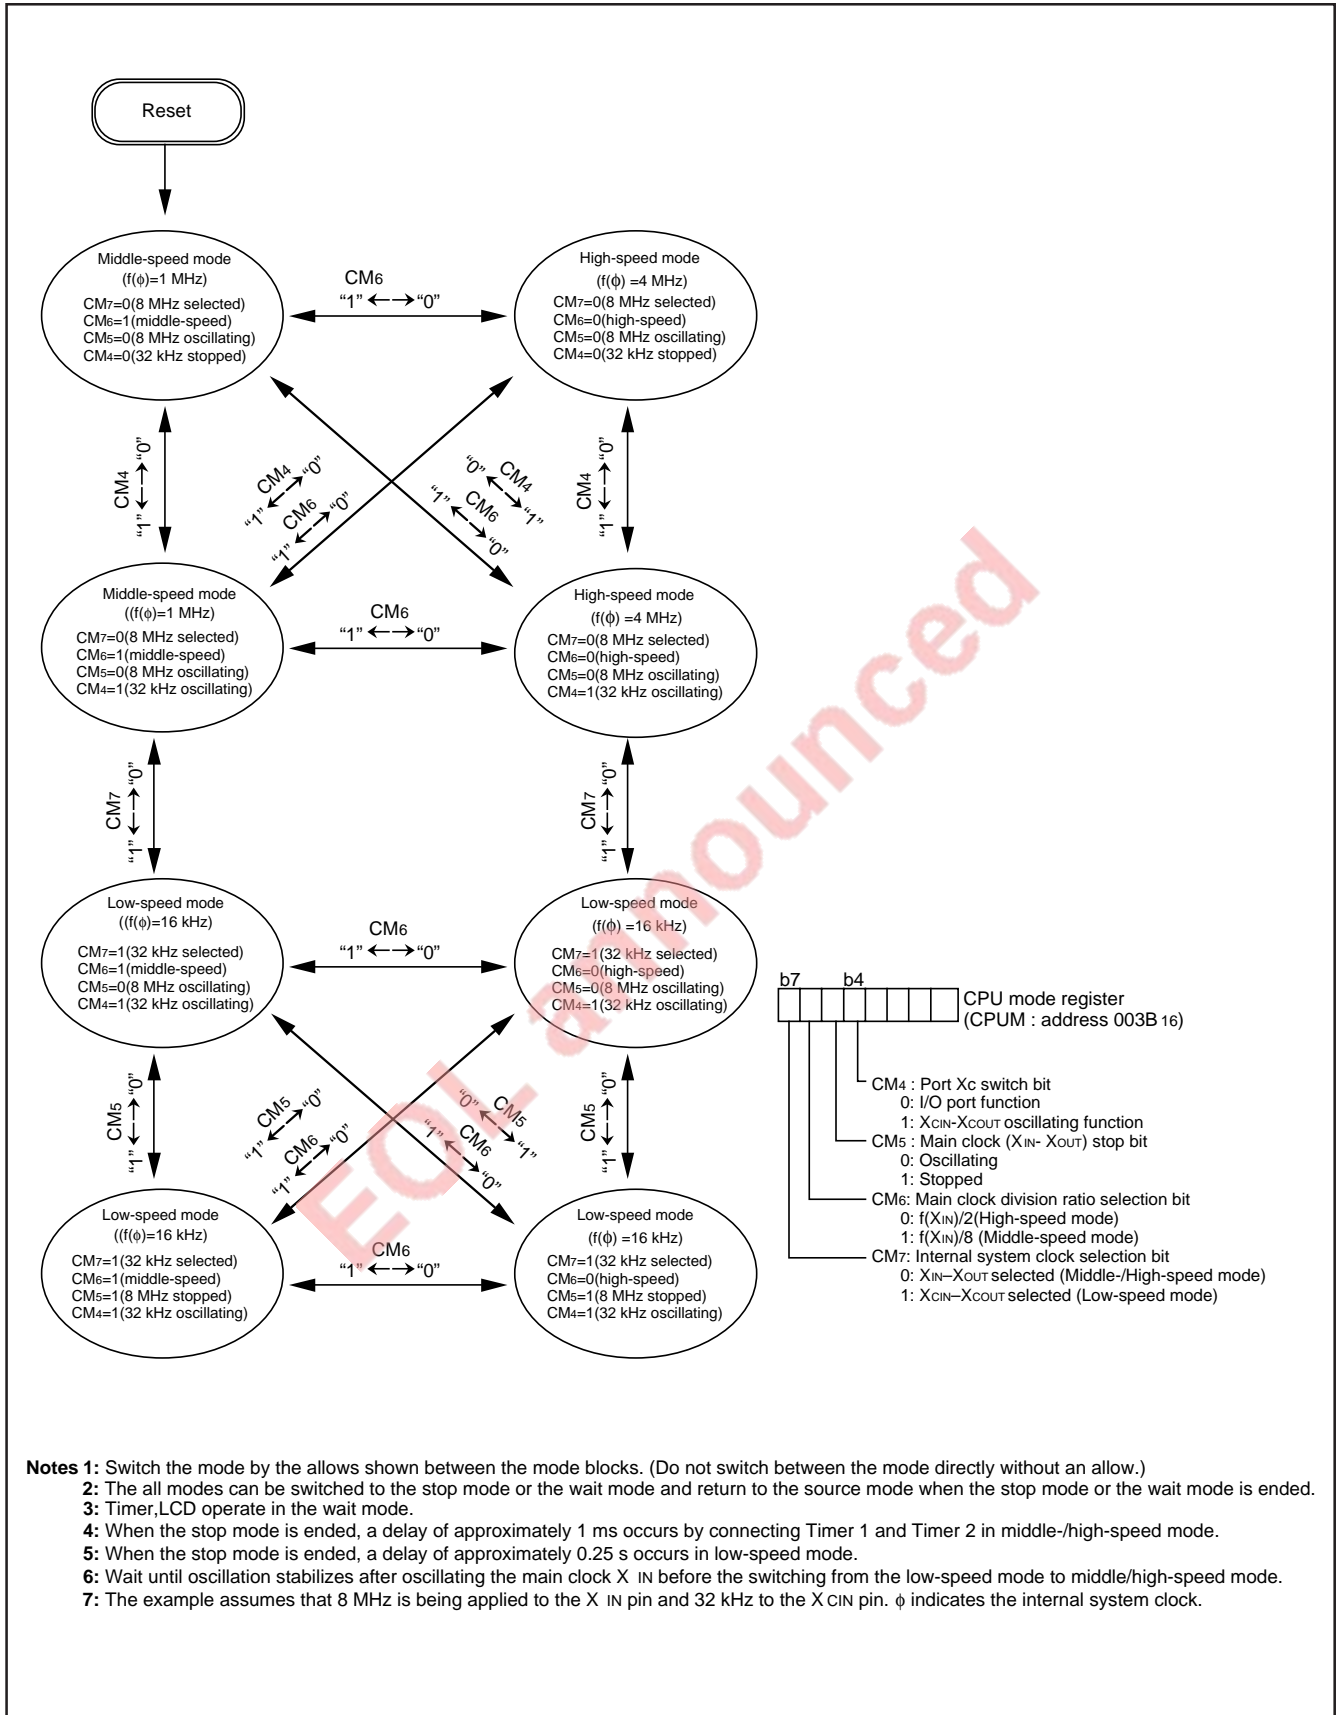 Reset
Middle-speed mode
(f(ϕ)=1 MHz)
CM7=0(8 MHz selected)
CM6=1(middle-speed)
CM5=0(8 MHz oscillating)
CM4=0(32 kHz stopped)
CM6
“1” ←→ “0”
High-speed mode
(f(ϕ) =4 MHz)
CM7=0(8 MHz selected)
CM6=0(high-speed)
CM5=0(8 MHz oscillating)
CM4=0(32 kHz stopped)
CM4
“1” ←→ “0”
CM4
“1” ←→ “0”
CM6
“1” ←→ “0”
CM4
“0” ←→ “1”
CM6
“1” ←→ “0”
CM4
“1” ←→ “0”
Middle-speed mode
((f(ϕ)=1 MHz)
CM7=0(8 MHz selected)
CM6=1(middle-speed)
CM5=0(8 MHz oscillating)
CM4=1(32 kHz oscillating)
CM6
“1” ←→ “0”
High-speed mode
(f(ϕ) =4 MHz)
CM7=0(8 MHz selected)
CM6=0(high-speed)
CM5=0(8 MHz oscillating)
CM4=1(32 kHz oscillating)
CM7
“1” ←→ “0”
CM7
“1” ←→ “0”
Low-speed mode
((f(ϕ)=16 kHz)
CM7=1(32 kHz selected)
CM6=1(middle-speed)
CM5=0(8 MHz oscillating)
CM4=1(32 kHz oscillating)
CM6
“1” ←→ “0”
Low-speed mode
(f(ϕ) =16 kHz)
CM7=1(32 kHz selected)
CM6=0(high-speed)
CM5=0(8 MHz oscillating)
CM4=1(32 kHz oscillating)
CM5
“1” ←→ “0”
CM5
“1” ←→ “0”
CM6
“1” ←→ “0”
CM5
“0” ←→ “1”
CM6
“1” ←→ “0”
CM5
“1” ←→ “0”
Low-speed mode
((f(ϕ)=16 kHz)
CM7=1(32 kHz selected)
CM6=1(middle-speed)
CM5=1(8 MHz stopped)
CM4=1(32 kHz oscillating)
CM6
“1” ←→ “0”
Low-speed mode
(f(ϕ) =16 kHz)
CM7=1(32 kHz selected)
CM6=0(high-speed)
CM5=1(8 MHz stopped)
CM4=1(32 kHz oscillating)
b7 b4
CPU mode register
(CPUM : address 003B 16)
CM4 : Port Xc switch bit
0: I/O port function
1: XCIN-XCOUT oscillating function
CM5 : Main clock (XIN- XOUT) stop bit
0: Oscillating
1: Stopped
CM6: Main clock division ratio selection bit
0: f(XIN)/2(High-speed mode)
1: f(XIN)/8 (Middle-speed mode)
CM7: Internal system clock selection bit
0: XIN–XOUT selected (Middle-/High-speed mode)
1: XCIN–XCOUT selected (Low-speed mode)
EOL announced
Notes 1: Switch the mode by the allows shown between the mode blocks. (Do not switch between the mode directly without an allow.)
2: The all modes can be switched to the stop mode or the wait mode and return to the source mode when the stop mode or the wait mode is ended.
3: Timer,LCD operate in the wait mode.
4: When the stop mode is ended, a delay of approximately 1 ms occurs by connecting Timer 1 and Timer 2 in middle-/high-speed mode.
5: When the stop mode is ended, a delay of approximately 0.25 s occurs in low-speed mode.
6: Wait until oscillation stabilizes after oscillating the main clock X IN before the switching from the low-speed mode to middle/high-speed mode.
7: The example assumes that 8 MHz is being applied to the X IN pin and 32 kHz to the X CIN pin. ϕ indicates the internal system clock.